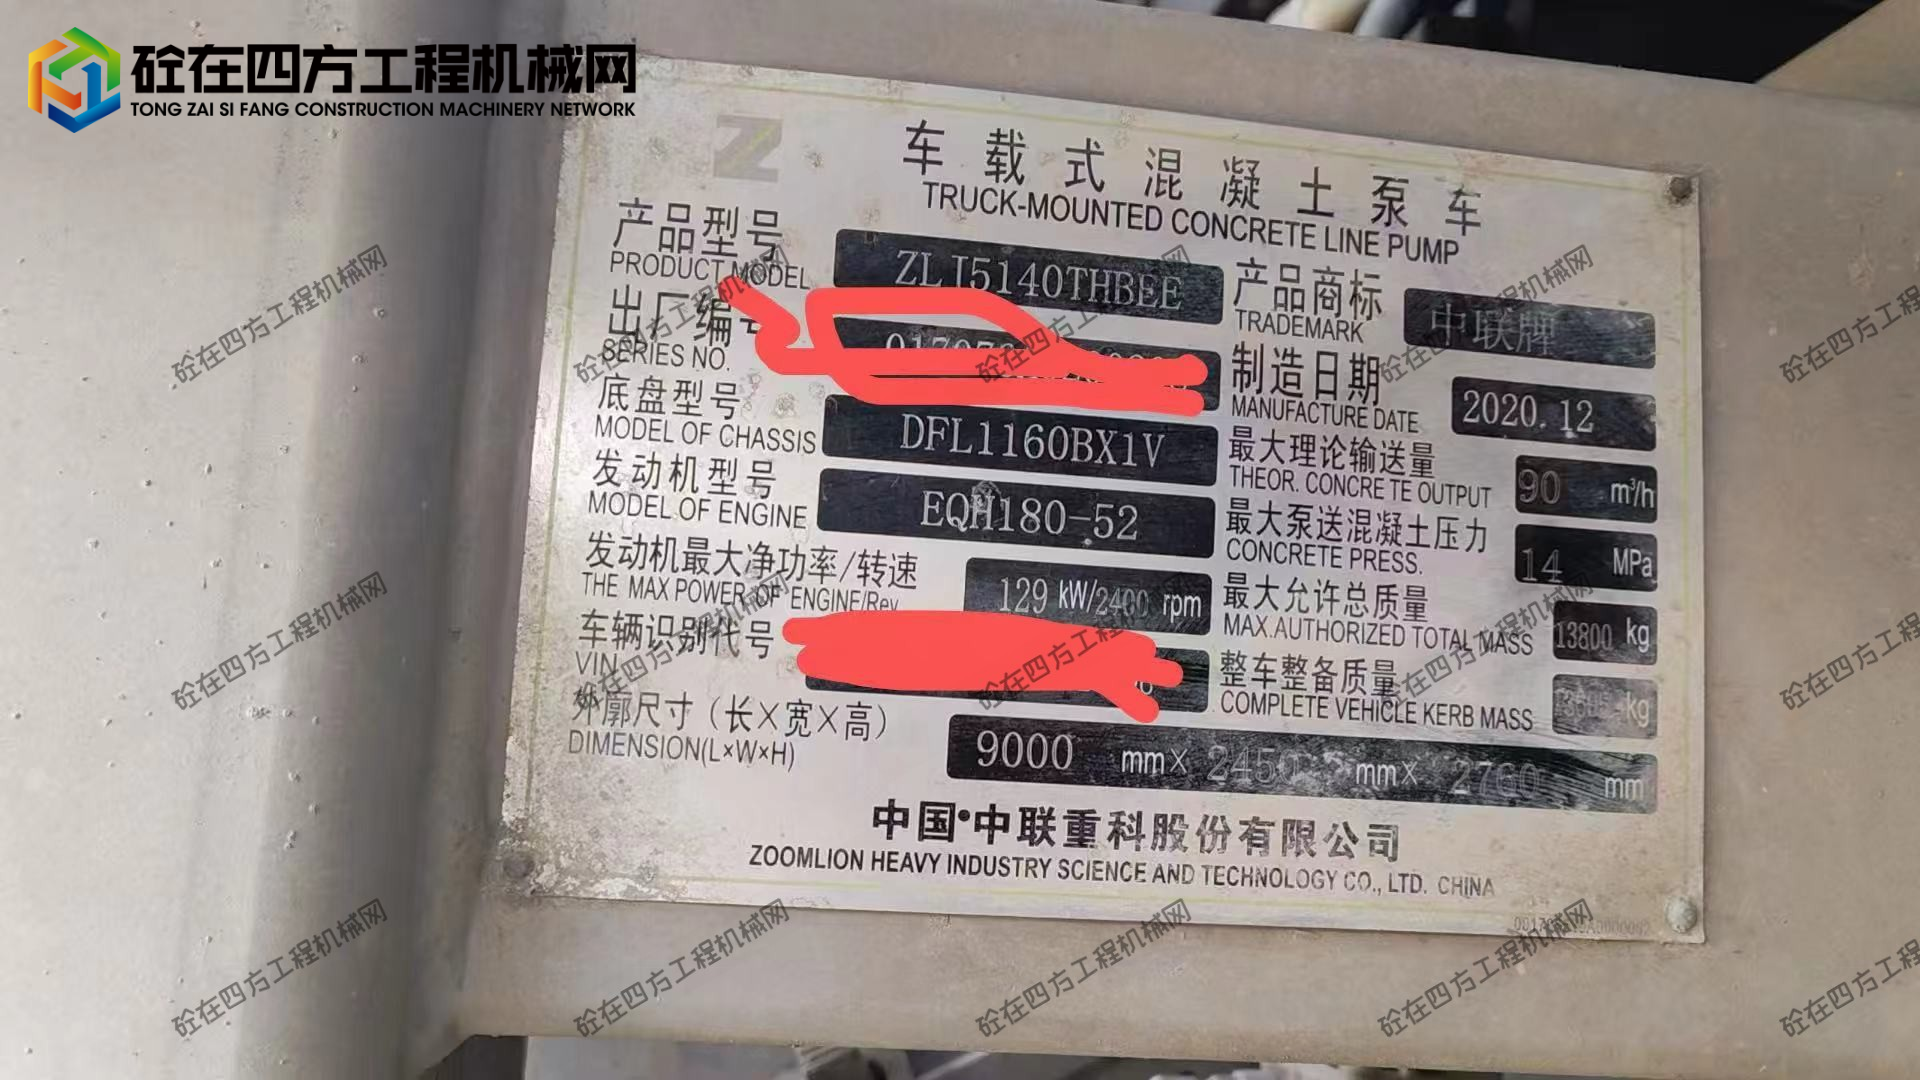 砼在四方工程机械网
TONG ZAI SI FANG CONSTRUCTION MACHINERY NETWORK
车载式混凝土泵车
TRUCK-MOUNTED CONCRETE LINE PUMP
产品型号 ZLJ5140THBEE 产品商标 中联牌
PRODUCT MODEL TRADEMARK
出厂编号 制造日期 2020.12
SERIES NO. MANUFACTURE DATE
底盘型号 DFL1160BX1V 最大理论输送量 90 m³/h
MODEL OF CHASSIS THEOR. CONCRETE OUTPUT
发动机型号 EQH180-52 最大泵送混凝土压力 14 MPa
MODEL OF ENGINE CONCRETE PRESS.
发动机最大净功率/转速 129 kW/2400 rpm 最大允许总质量 13800 kg
THE MAX POWER OF ENGINE/Rev MAX.AUTHORIZED TOTAL MASS
车辆识别代号 整车整备质量 kg
VIN COMPLETE VEHICLE KERB MASS
外廓尺寸（长×宽×高） 9000 mm× mm× 2760 mm
DIMENSION(L×W×H)
中国·中联重科股份有限公司
ZOOMLION HEAVY INDUSTRY SCIENCE AND TECHNOLOGY CO., LTD. CHINA
砼在四方工程机械网